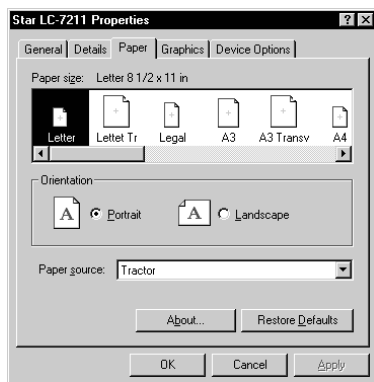 Star LC-7211 Properties
General Details Paper Graphics Device Options
Paper size: Letter 8 1/2 x 11 in
Letter Lettet Tr Legal A3 A3 Transv A4
Orientation
A Portrait A Landscape
Paper source: Tractor
About... Restore Defaults
OK Cancel Apply